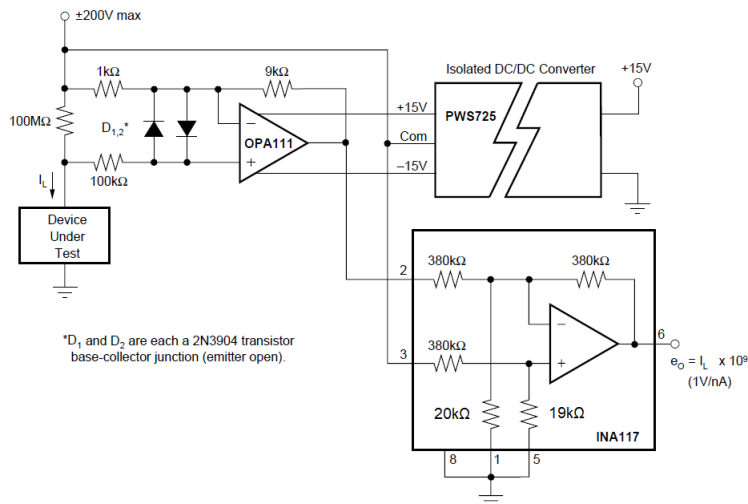 ±200V max
1kΩ
9kΩ
Isolated DC/DC Converter
+15V
100MΩ
D1,2*
−
+
OPA111
+15V
Com
−15V
PWS725
100kΩ
IL
Device
Under
Test
380kΩ
380kΩ
2
−
+
6
3
380kΩ
eO = IL x 10⁹
(1V/nA)
20kΩ
19kΩ
INA117
8
1
5
*D1 and D2 are each a 2N3904 transistor
base-collector junction (emitter open).